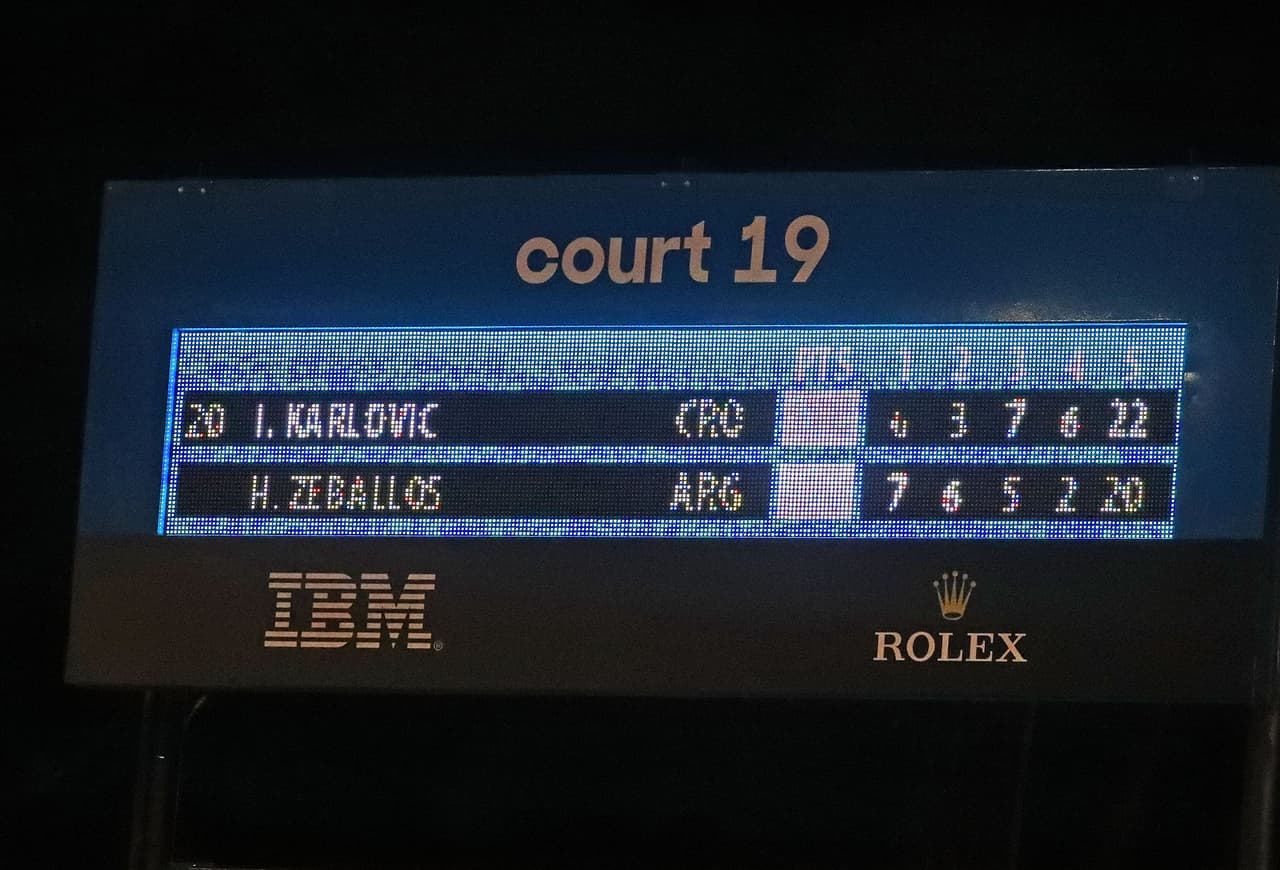 court 19
PTS 1 2 3 4 5
20 I. KARLOVIC CRO 6 3 7 6 22
H. ZEBALLOS ARG 7 6 5 2 20
IBM®
ROLEX